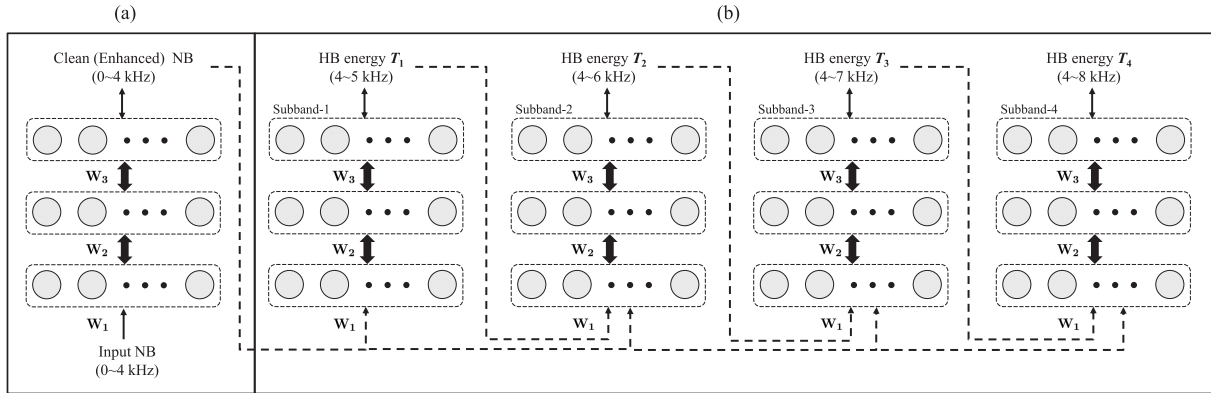 (a)
(b)
Clean (Enhanced) NB
(0~4 kHz)
W₃
W₂
W₁
Input NB
(0~4 kHz)
HB energy T₁
(4~5 kHz)
Subband-1
W₃
W₂
W₁
HB energy T₂
(4~6 kHz)
Subband-2
W₃
W₂
W₁
HB energy T₃
(4~7 kHz)
Subband-3
W₃
W₂
W₁
HB energy T₄
(4~8 kHz)
Subband-4
W₃
W₂
W₁